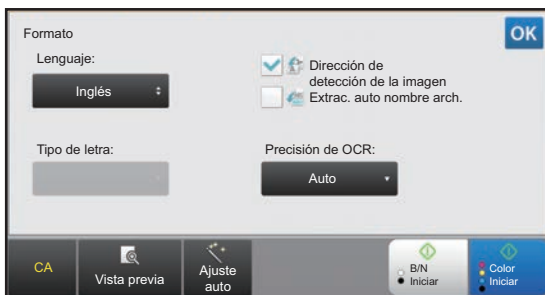 Formato
OK
Lenguaje:
Inglés
Dirección de
detección de la imagen
Extrac. auto nombre arch.
Tipo de letra:
Precisión de OCR:
Auto
CA
Vista previa
Ajuste
auto
B/N
Iniciar
Color
Iniciar